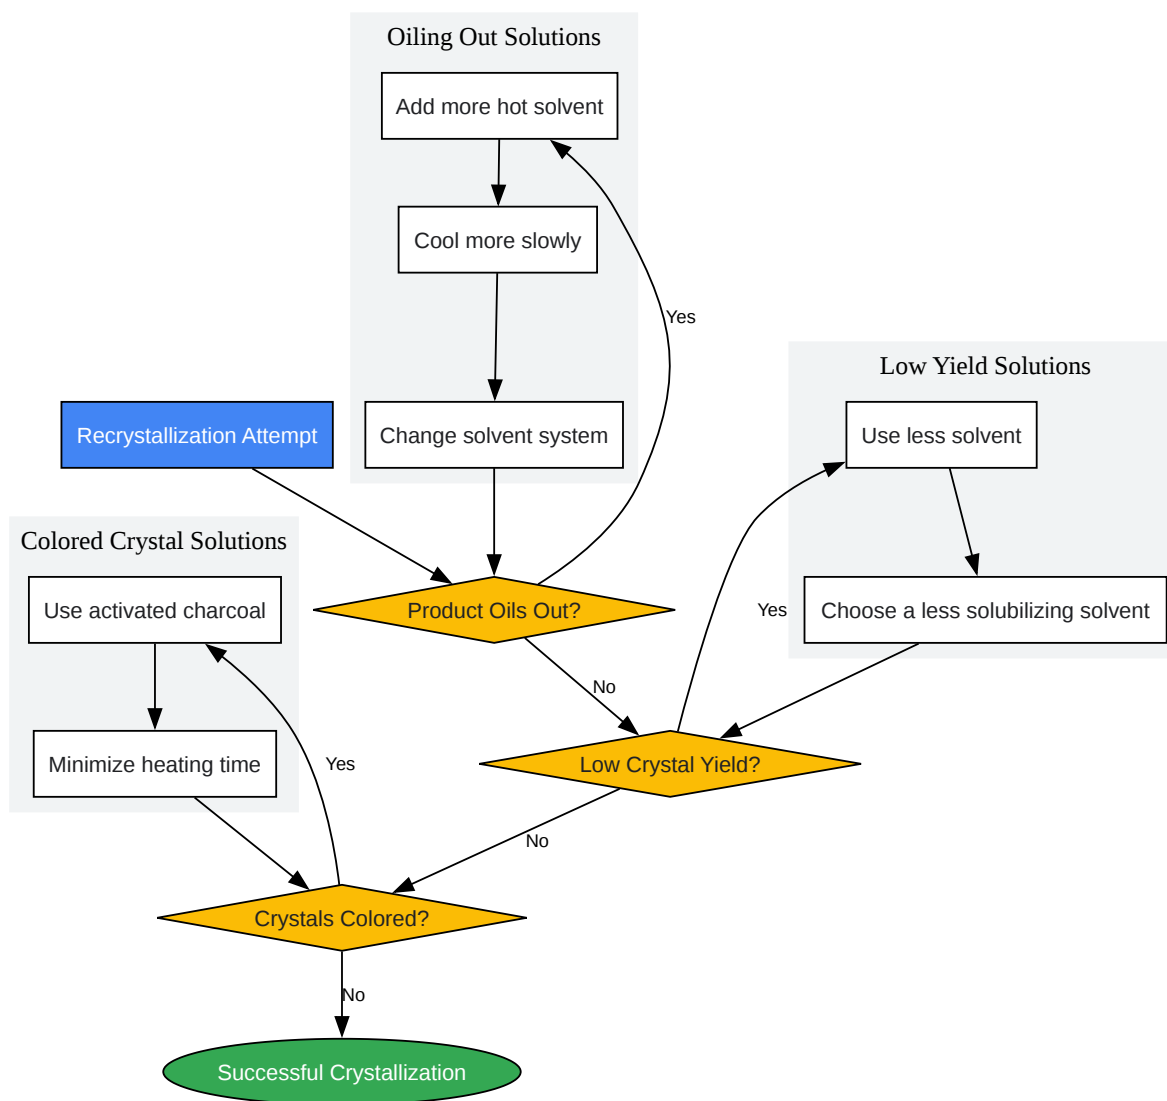 Oiling Out Solutions
Add more hot solvent
Cool more slowly
Yes
Low Yield Solutions
Recrystallization Attempt
Change solvent system
Use less solvent
Colored Crystal Solutions
Use activated charcoal
Product Oils Out?
Yes
Choose a less solubilizing solvent
No
Minimize heating time
Yes
Low Crystal Yield?
No
Crystals Colored?
No
Successful Crystallization